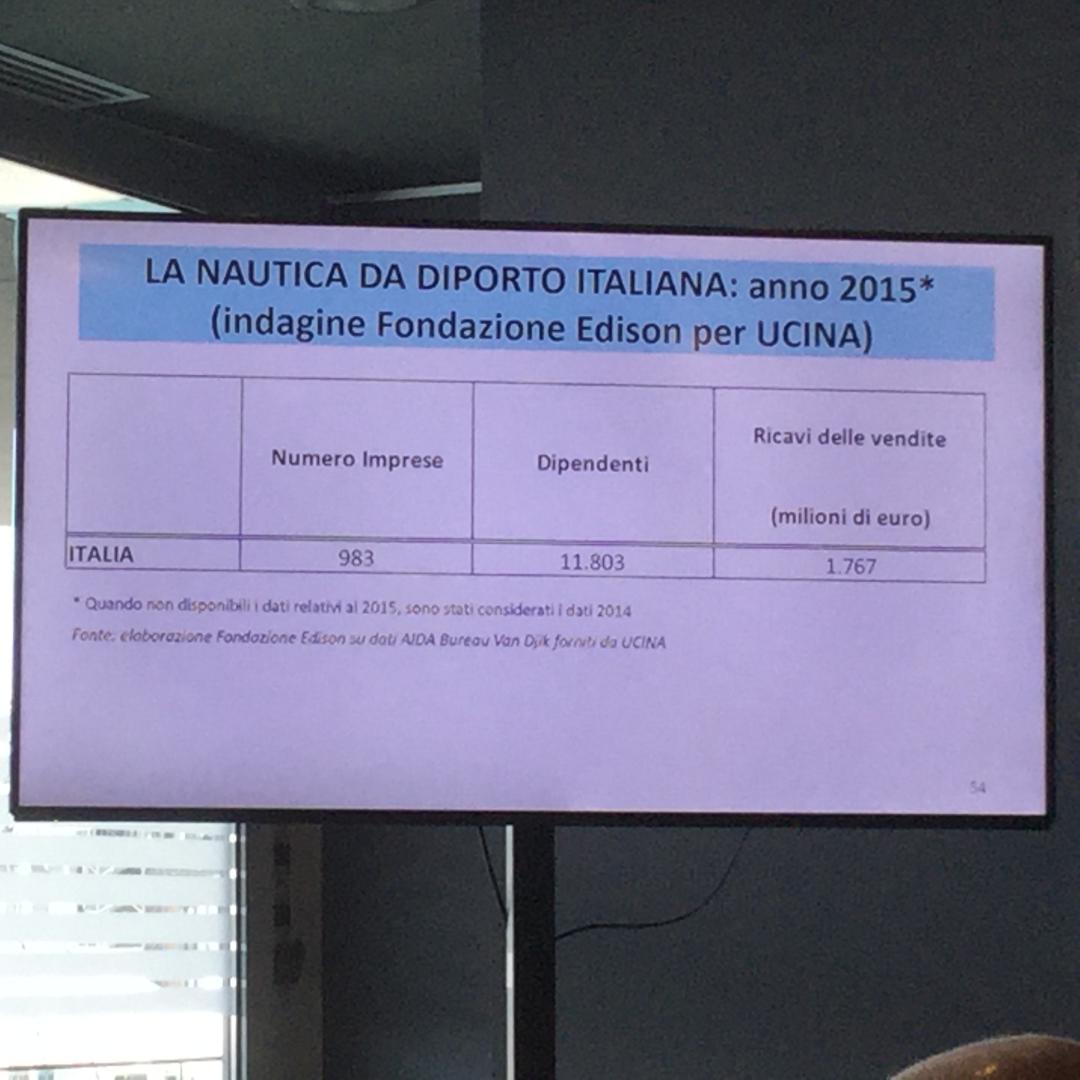 LA NAUTICA DA DIPORTO ITALIANA: anno 2015*
(indagine Fondazione Edison per UCINA)
Numero Imprese
Dipendenti
Ricavi delle vendite
(milioni di euro)
ITALIA 983 11.803 1.767
* Quando non disponibili i dati relativi al 2015, sono stati considerati i dati 2014
Fonte: elaborazione Fondazione Edison su dati AIDA Bureau Van Djik forniti da UCINA
54